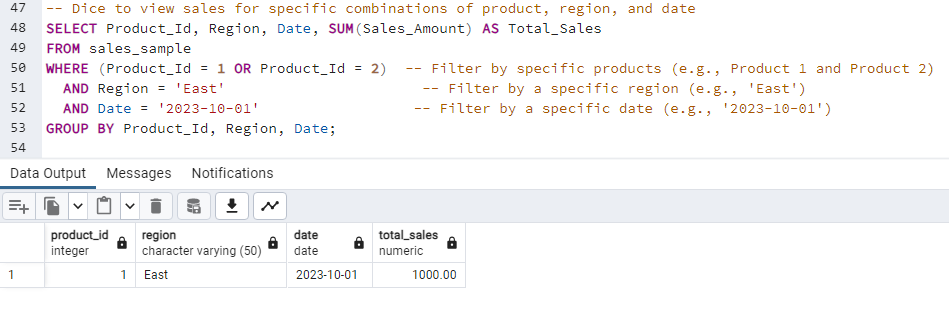 47 -- Dice to view sales for specific combinations of product, region, and date
48 SELECT Product_Id, Region, Date, SUM(Sales_Amount) AS Total_Sales
49 FROM sales_sample
50 WHERE (Product_Id = 1 OR Product_Id = 2)  -- Filter by specific products (e.g., Product 1 and Product 2)
51   AND Region = 'East'                          -- Filter by a specific region (e.g., 'East')
52   AND Date = '2023-10-01'                     -- Filter by a specific date (e.g., '2023-10-01')
53 GROUP BY Product_Id, Region, Date;
54
Data Output Messages Notifications
product_id region date total_sales
integer character varying (50) date numeric
1 1 East 2023-10-01 1000.00